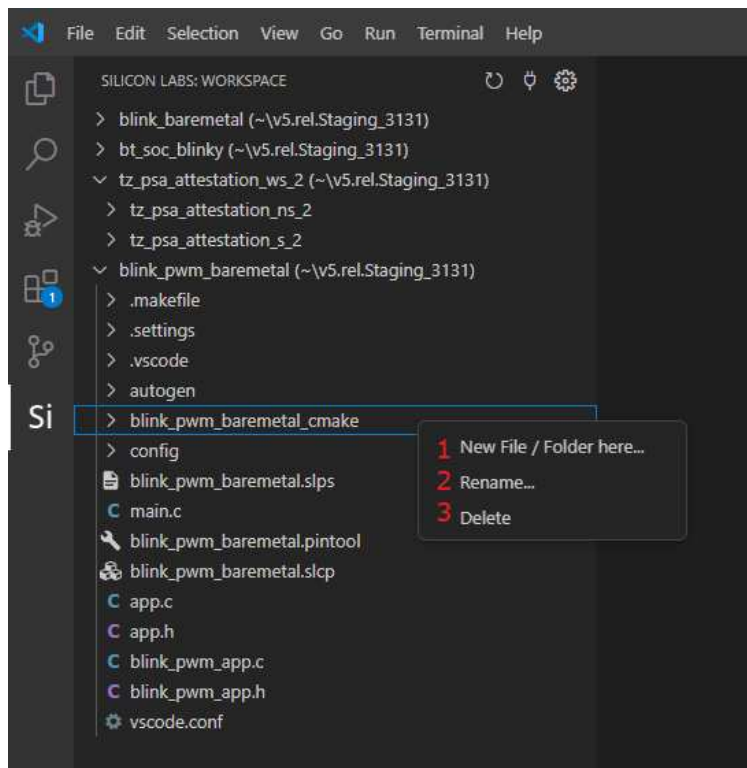 File Edit Selection View Go Run Terminal Help
SILICON LABS: WORKSPACE
blink_baremetal (~\v5.rel.Staging_3131)
bt_soc_blinky (~\v5.rel.Staging_3131)
tz_psa_attestation_ws_2 (~\v5.rel.Staging_3131)
tz_psa_attestation_ns_2
tz_psa_attestation_s_2
blink_pwm_baremetal (~\v5.rel.Staging_3131)
1
.makefile
.settings
.vscode
autogen
Si
blink_pwm_baremetal_cmake
config
blink_pwm_baremetal.slps
C main.c
blink_pwm_baremetal.pintool
blink_pwm_baremetal.slcp
C app.c
C app.h
C blink_pwm_app.c
C blink_pwm_app.h
vscode.conf
1 New File / Folder here...
2 Rename...
3 Delete